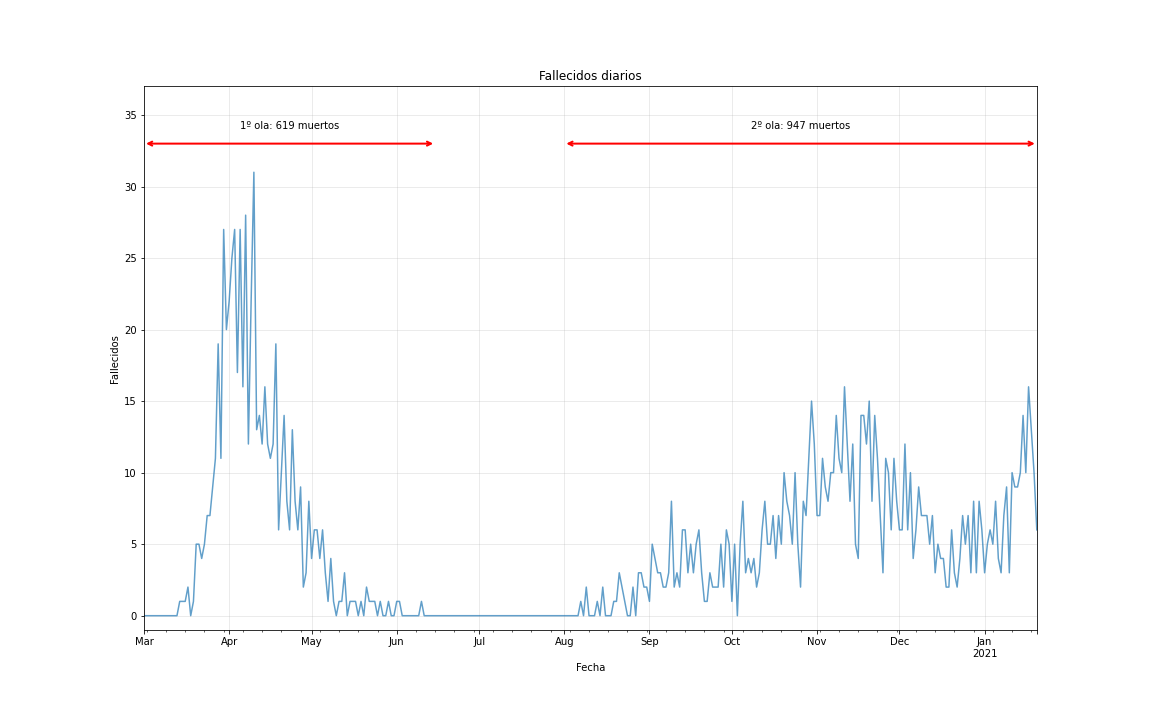 Fallecidos diarios
35
30
25
20
15
10
5
0
Fallecidos
1º ola: 619 muertos
2º ola: 947 muertos
Mar Apr May Jun Jul Aug Sep Oct Nov Dec Jan
2021
Fecha